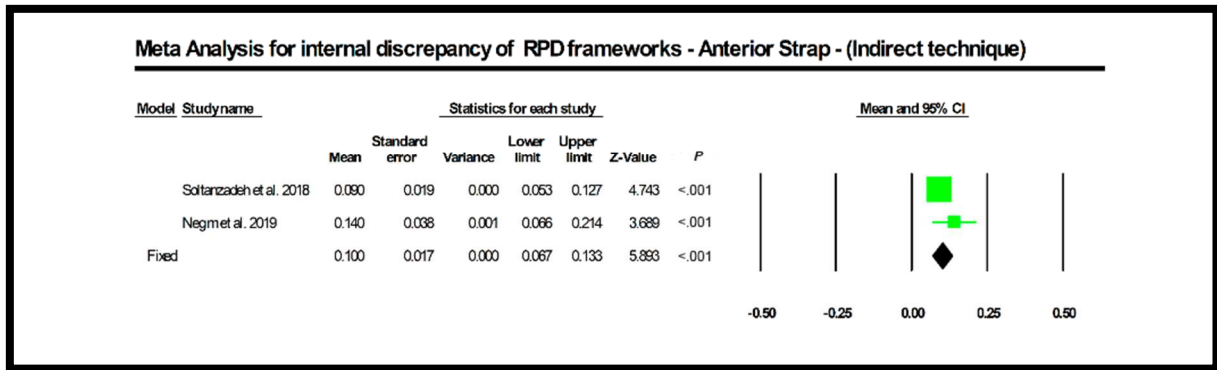 Meta Analysis for internal discrepancy of RPD frameworks - Anterior Strap - (Indirect technique)
Model Study name Statistics for each study Mean and 95% CI
Mean Standard error Variance Lower limit Upper limit Z-Value P
Soltanzadeh et al. 2018 0.090 0.019 0.000 0.053 0.127 4.743 <.001
Negm et al. 2019 0.140 0.038 0.001 0.066 0.214 3.689 <.001
Fixed 0.100 0.017 0.000 0.067 0.133 5.893 <.001
-0.50 -0.25 0.00 0.25 0.50